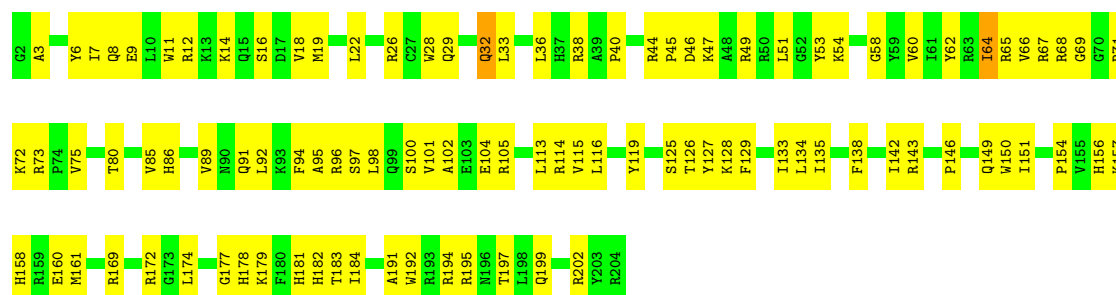 G2 A3 Y6 I7 Q8 E9 L10 W11 R12 K13 K14 Q15 S16 D17 V18 M19 L22 R26 C27 W28 Q29 Q32 L33 L36 H37 R38 A39 P40 R44 P45 D46 K47 A48 R49 R50 L51 G52 Y53 K54 G58 Y59 V60 I61 Y62 R63 I64 R65 V66 R67 R68 G69 G70
K72 R73 P74 V75 T80 V85 H86 V89 N90 Q91 L92 K93 F94 A95 R96 S97 L98 Q99 S100 V101 A102 E103 E104 R105 L113 R114 V115 L116 Y119 S125 T126 Y127 K128 F129 I133 L134 I135 F138 I142 R143 P146 Q149 W150 I151 P154 V155 H156
H158 R159 E160 M161 R169 R172 G173 L174 G177 H178 K179 F180 H181 H182 T183 I184 A191 W192 R193 R194 R195 N196 T197 L198 Q199 R202 Y203 R204